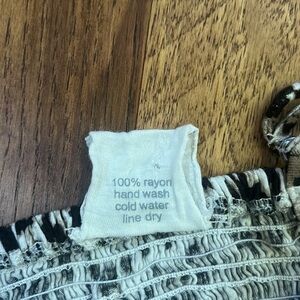 100% rayon
hand wash
cold water
line dry